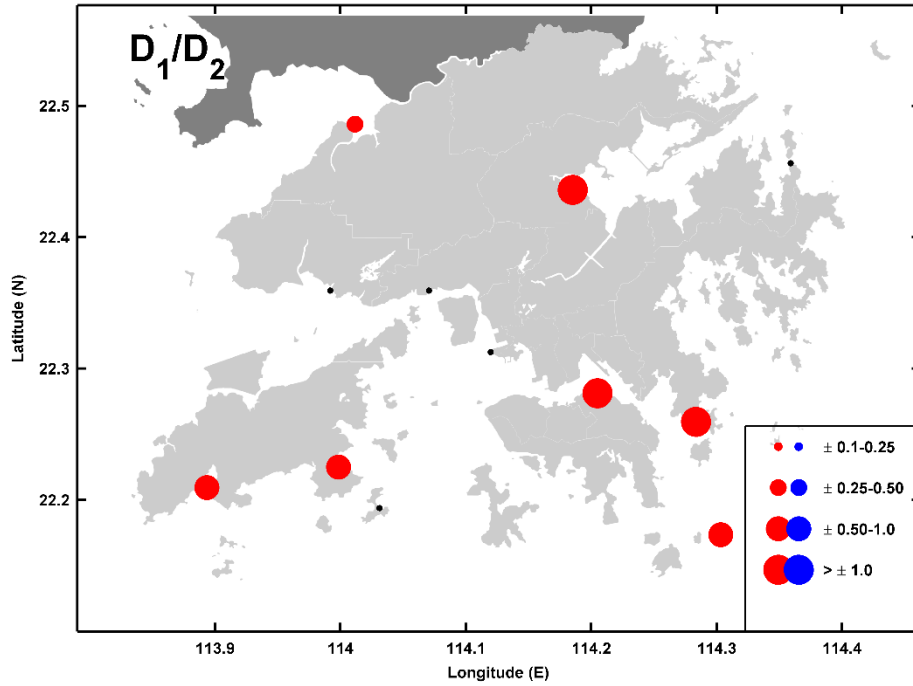 D₁/D₂
22.5
22.4
22.3
22.2
Latitude (N)
± 0.1-0.25
± 0.25-0.50
± 0.50-1.0
> ± 1.0
113.9 114 114.1 114.2 114.3 114.4
Longitude (E)